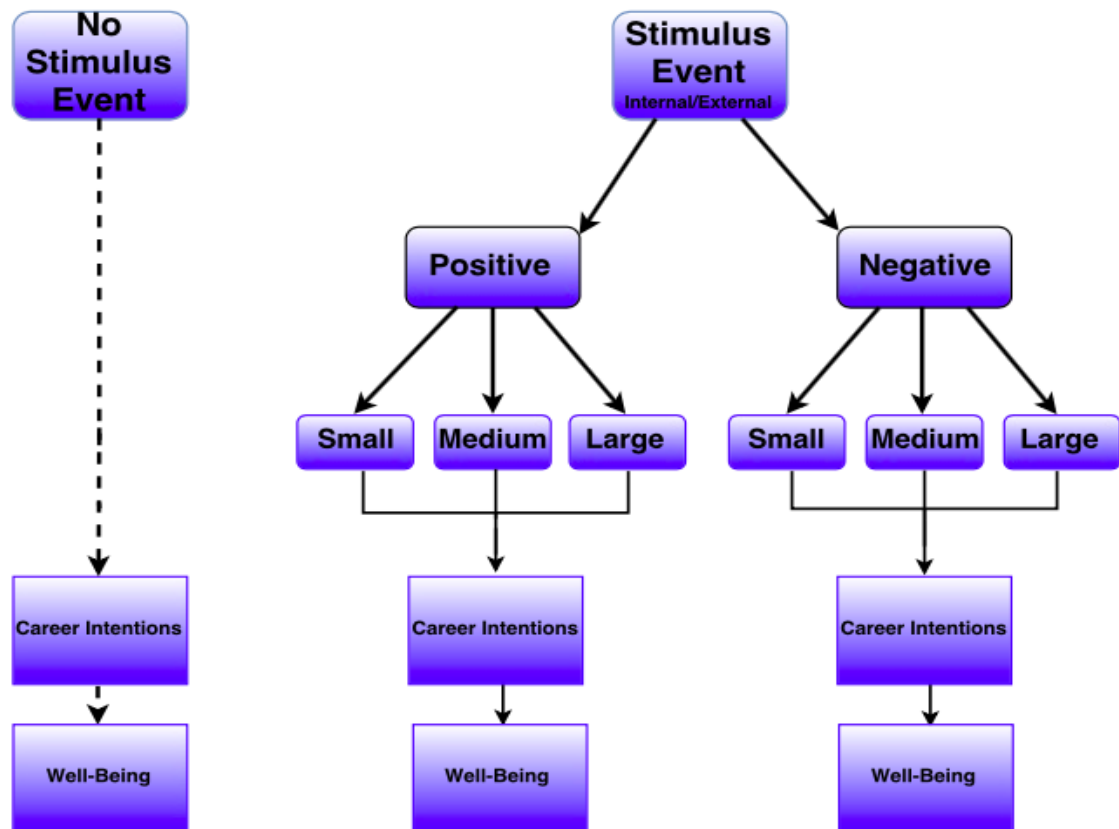 No
Stimulus
Event
Stimulus
Event
Internal/External
Positive
Negative
Small
Medium
Large
Small
Medium
Large
Career Intentions
Career Intentions
Career Intentions
Well-Being
Well-Being
Well-Being